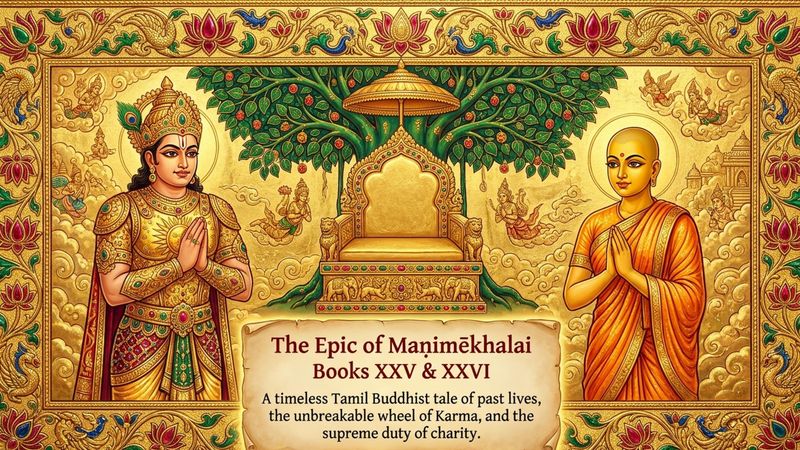 The Epic of Maṇimēkhalai
Books XXV & XXVI
A timeless Tamil Buddhist tale of past lives,
the unbreakable wheel of Karma, and the
supreme duty of charity.